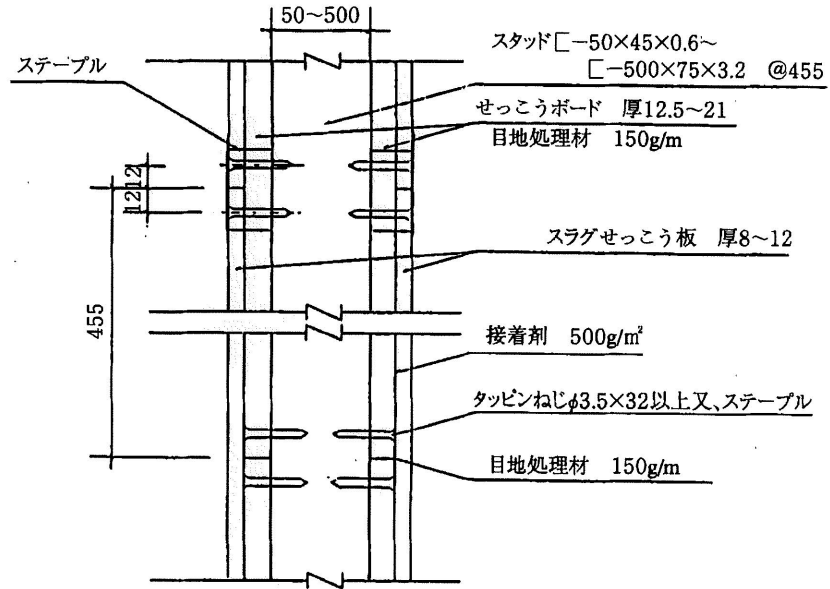 50~500
スタッド［－50×45×0.6~
［－500×75×3.2 @455
ステープル
せっこうボード 厚12.5~21
目地処理材 150g/m
12
12
スラグせっこう板 厚8~12
455
接着剤 500g/m²
タッピンねじφ3.5×32以上又、ステープル
目地処理材 150g/m